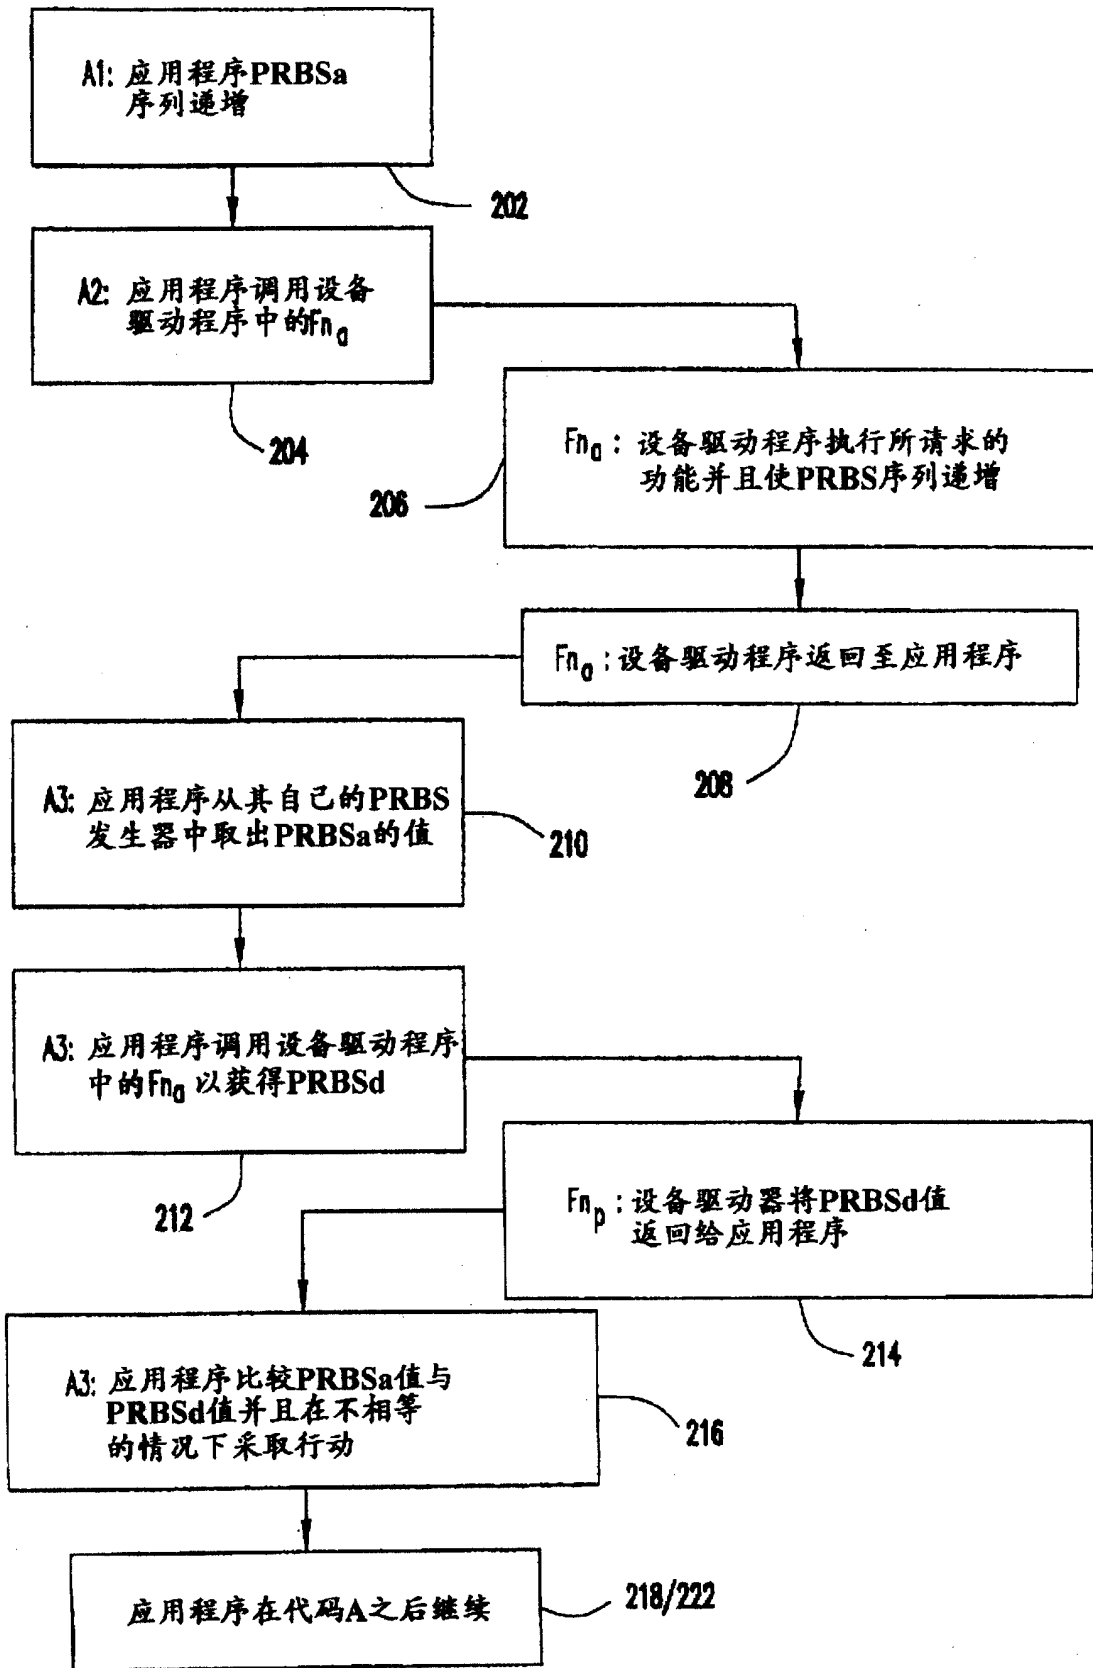 A1: 应用程序PRBSa
序列递增
202
A2: 应用程序调用设备
驱动程序中的Fna
204
Fna: 设备驱动程序执行所请求的
功能并且使PRBS序列递增
206
Fna: 设备驱动程序返回至应用程序
208
A3: 应用程序从其自己的PRBS
发生器中取出PRBSa的值
210
A3: 应用程序调用设备驱动程序
中的Fna以获得PRBSd
212
Fnp: 设备驱动器将PRBSd值
返回给应用程序
214
A3: 应用程序比较PRBSa值与
PRBSd值并且在不相等
的情况下采取行动
216
应用程序在代码A之后继续
218/222